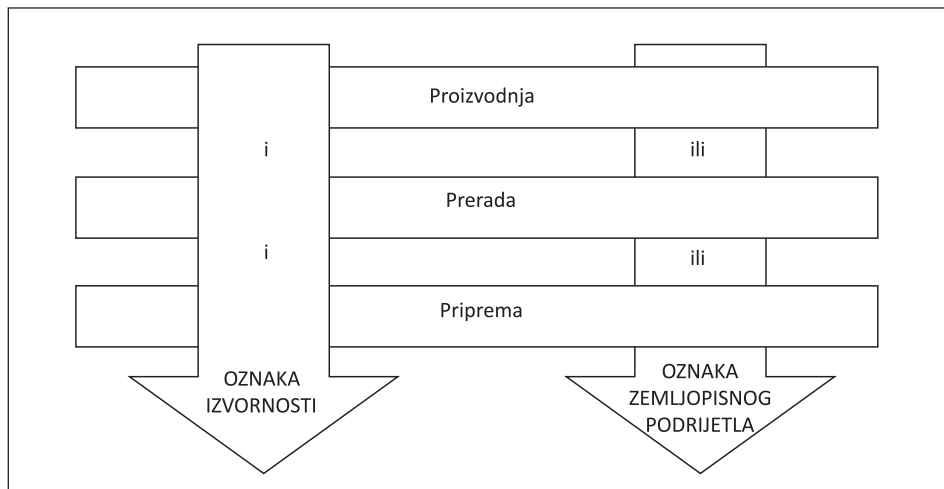 Proizvodnja
i
ili
Prerada
i
ili
Priprema
OZNAKA
IZVORNOSTI
OZNAKA
ZEMLJOPISNOG
PODRIJETLA